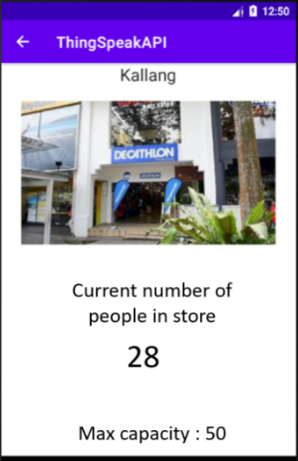 12:50
ThingSpeakAPI
Kallang
DECATHLON
Current number of
people in store
28
Max capacity : 50